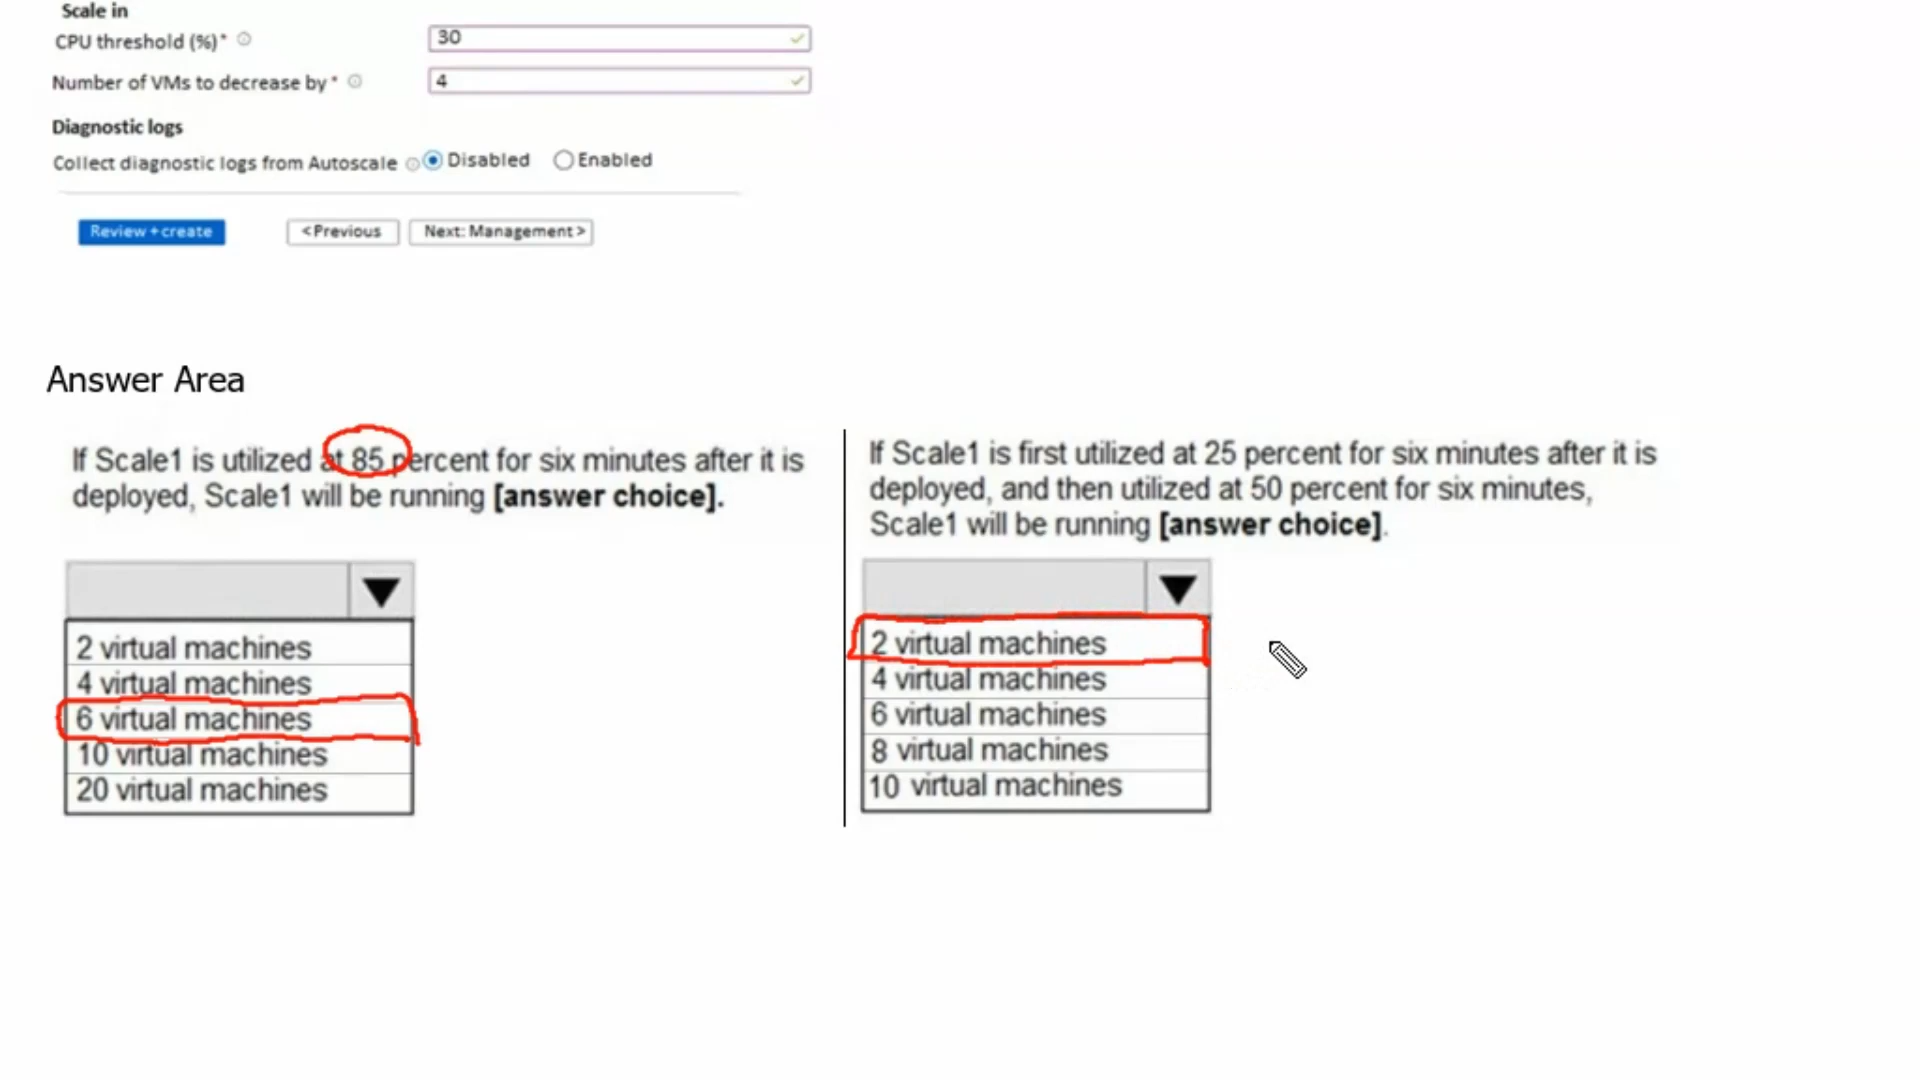 Scale in
CPU threshold (%)* 30
Number of VMs to decrease by * 4
Diagnostic logs
Collect diagnostic logs from Autoscale Disabled Enabled
Review + create < Previous Next: Management >
Answer Area
If Scale1 is utilized at 85 percent for six minutes after it is
deployed, Scale1 will be running [answer choice].
2 virtual machines
4 virtual machines
6 virtual machines
10 virtual machines
20 virtual machines
If Scale1 is first utilized at 25 percent for six minutes after it is
deployed, and then utilized at 50 percent for six minutes,
Scale1 will be running [answer choice].
2 virtual machines
4 virtual machines
6 virtual machines
8 virtual machines
10 virtual machines